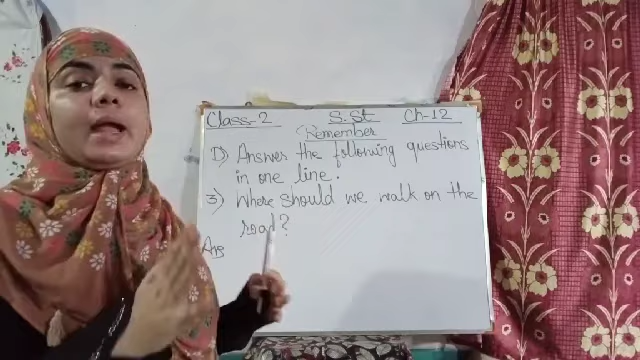 Class-2 S.St Ch-12
Remember
I) Answer the following questions
in one line.
3) Where should we walk on the
road?
Ans